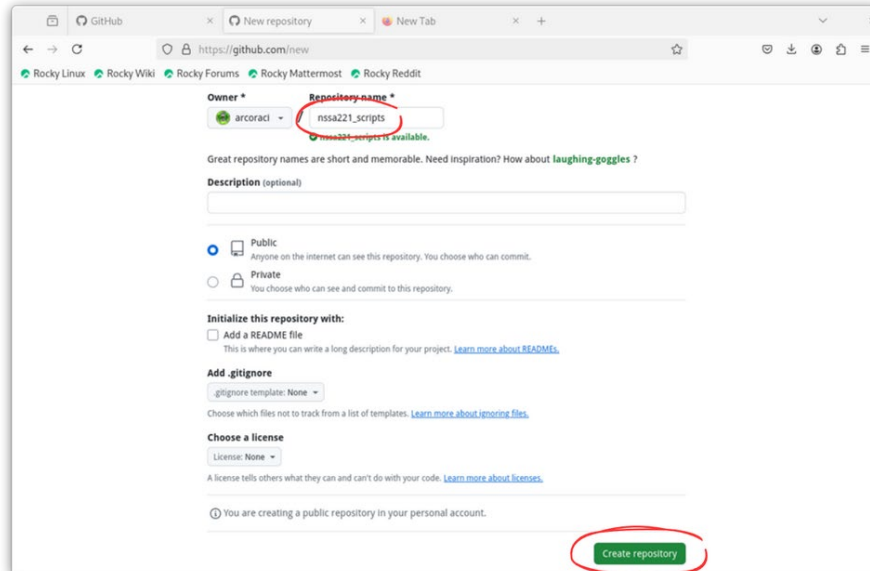 GitHub
New repository
New Tab
https://github.com/new
Rocky Linux Rocky Wiki Rocky Forums Rocky Mattermost Rocky Reddit
Owner * Repository name *
arcoracl / nssa221_scripts
nssa221_scripts is available.
Great repository names are short and memorable. Need inspiration? How about laughing-goggles ?
Description (optional)
Public
Anyone on the internet can see this repository. You choose who can commit.
Private
You choose who can see and commit to this repository.
Initialize this repository with:
Add a README file
This is where you can write a long description for your project. Learn more about READMEs.
Add .gitignore
.gitignore template: None
Choose which files not to track from a list of templates. Learn more about ignoring files.
Choose a license
License: None
A license tells others what they can and can't do with your code. Learn more about licenses.
You are creating a public repository in your personal account.
Create repository